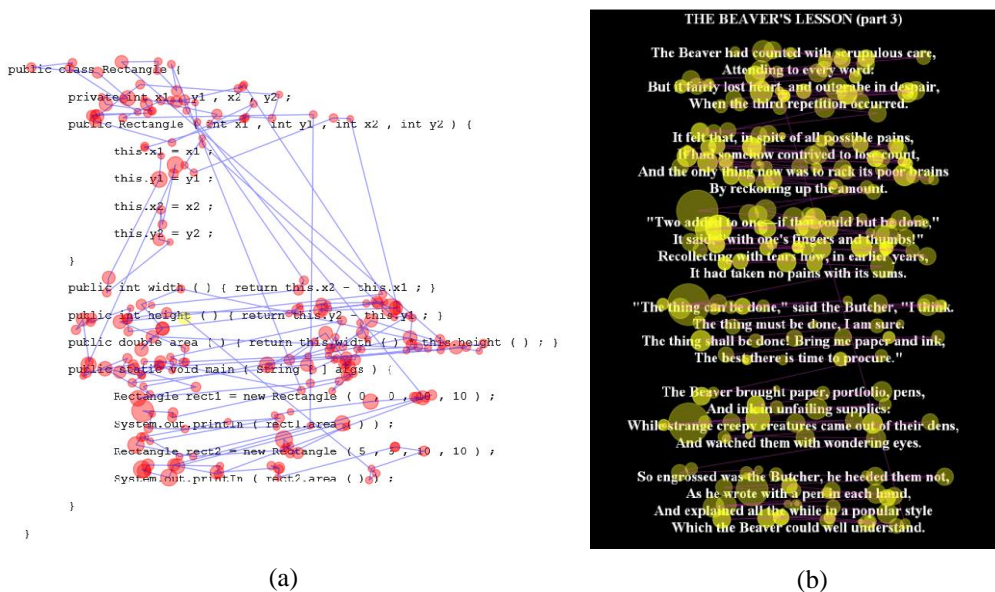 public class Rectangle {
private int x1 , y1 , x2 , y2 ;
public Rectangle ( int x1 , int y1 , int x2 , int y2 ) {
this.x1 = x1 ;
this.y1 = y1 ;
this.x2 = x2 ;
this.y2 = y2 ;
}
public int width ( ) { return this.x2 - this.x1 ; }
public int height ( ) { return this.y2 - this.y1 ; }
public double area ( ) { return this.width ( ) * this.height ( ) ; }
public static void main ( String [ ] args ) {
Rectangle rect1 = new Rectangle ( 0 , 0 , 10 , 10 ) ;
System.out.println ( rect1.area ( ) ) ;
Rectangle rect2 = new Rectangle ( 5 , 5 , 10 , 10 ) ;
System.out.println ( rect2.area ( ) ) ;
}
}
(a)
THE BEAVER'S LESSON (part 3)
The Beaver had counted with scrupulous care,
Attending to every word:
But it fairly lost heart, and outgrabe in despair,
When the third repetition occurred.
It felt that, in spite of all possible pains,
It had somehow contrived to lose count,
And the only thing now was to rack its poor brains
By reckoning up the amount.
"Two added to one—if that could but be done,"
It said, "with one's fingers and thumbs!"
Recollecting with tears how, in earlier years,
It had taken no pains with its sums.
"The thing can be done," said the Butcher, "I think.
The thing must be done, I am sure.
The thing shall be done! Bring me paper and ink,
The best there is time to procure."
The Beaver brought paper, portfolio, pens,
And ink in unfailing supplies:
While strange creepy creatures came out of their dens,
And watched them with wondering eyes.
So engrossed was the Butcher, he heeded them not,
As he wrote with a pen in each hand,
And explained all the while in a popular style
Which the Beaver could well understand.
(b)